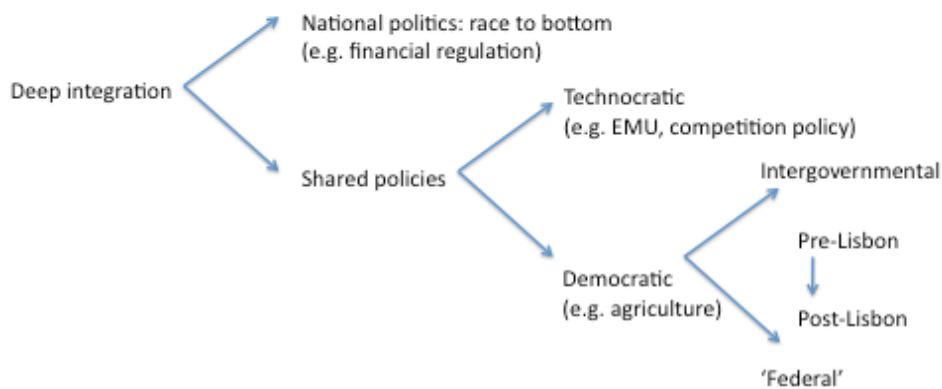 National politics: race to bottom
(e.g. financial regulation)
Deep integration
Technocratic
(e.g. EMU, competition policy)
Intergovernmental
Shared policies
Pre-Lisbon
Democratic
(e.g. agriculture)
Post-Lisbon
‘Federal’